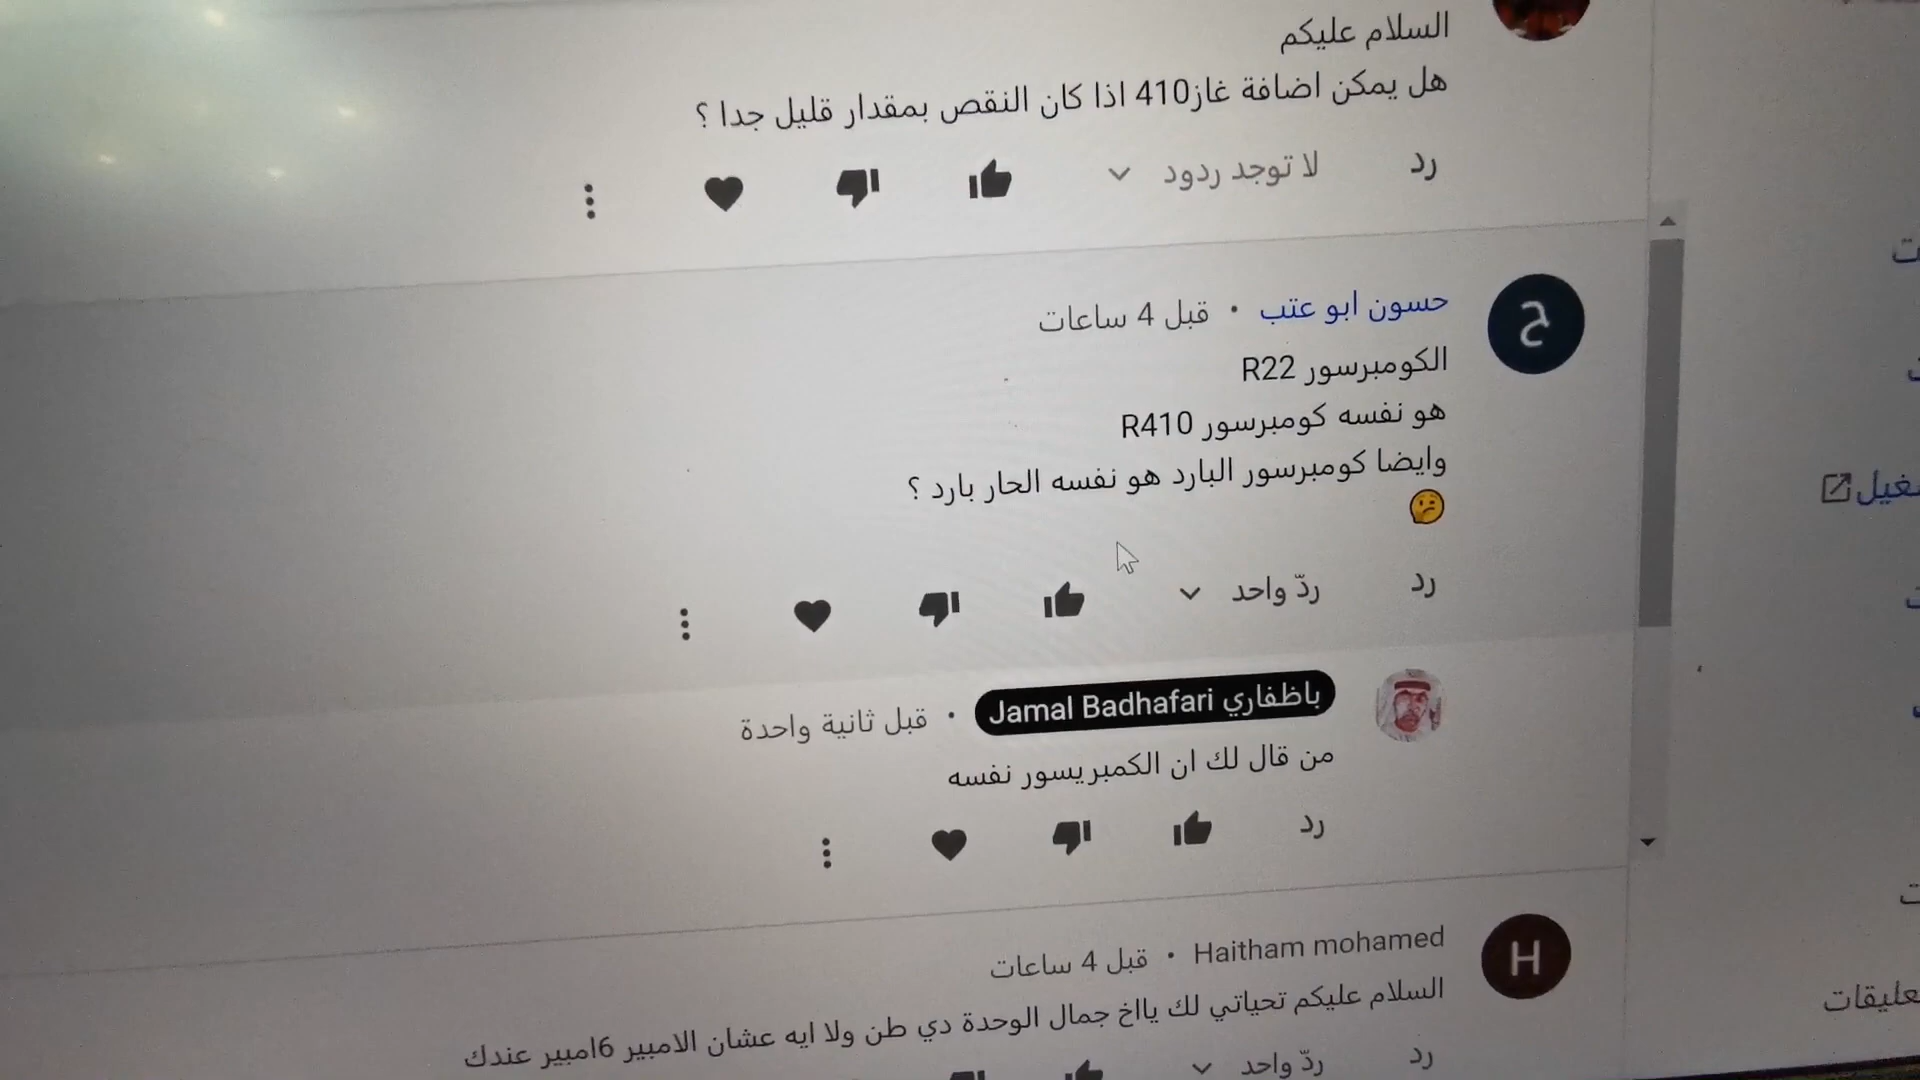 السلام عليكم
هل يمكن اضافة غاز410 اذا كان النقص بمقدار قليل جدا ؟
رد
لا توجد ردود
حسون ابو عتب • قبل 4 ساعات
ح
الكومبرسور R22
هو نفسه كومبرسور R410
وايضا كومبرسور البارد هو نفسه الحار بارد ؟
رد
ردّ واحد
Jamal Badhafari باظفاري • قبل ثانية واحدة
من قال لك ان الكمبريسور نفسه
رد
Haitham mohamed • قبل 4 ساعات
H
السلام عليكم تحياتي لك يااخ جمال الوحدة دي طن ولا ايه عشان الامبير 6امبير عندك
رد
ردّ واحد